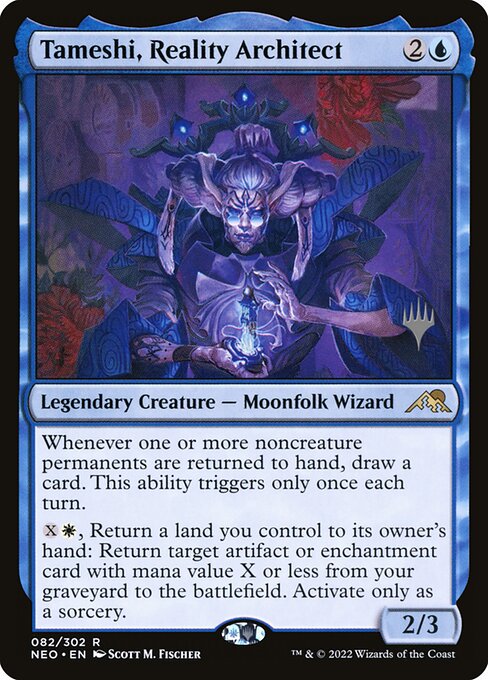 Tameshi, Reality Architect 2
Legendary Creature — Moonfolk Wizard
Whenever one or more noncreature
permanents are returned to hand, draw a
card. This ability triggers only once each
turn.
X, Return a land you control to its owner's
hand: Return target artifact or enchantment
card with mana value X or less from your
graveyard to the battlefield. Activate only as
a sorcery.
2/3
082/302 R
NEO • EN Scott M. Fischer
™ & © 2022 Wizards of the Coast